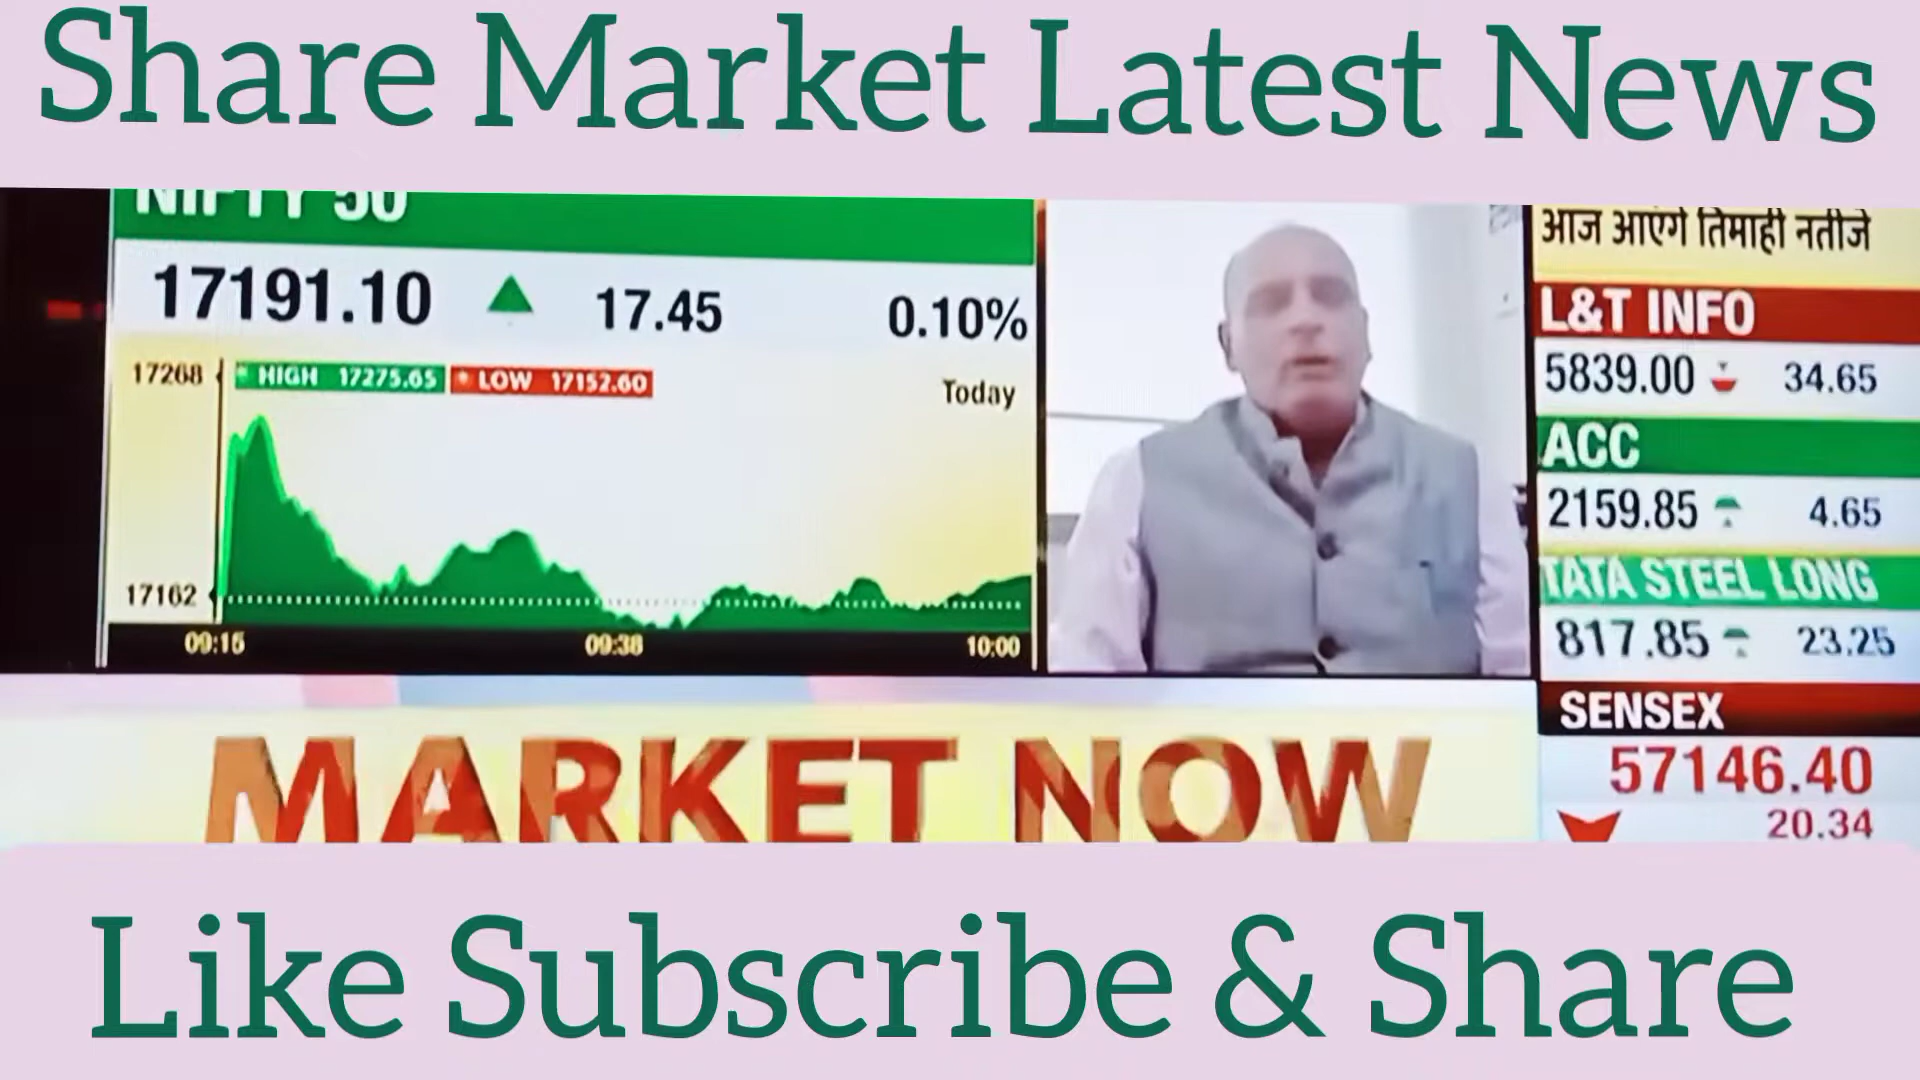 Share Market Latest News
NIFTY 50
17191.10 17.45 0.10%
17268 HIGH 17275.65 LOW 17152.60
Today
17162
09:15 09:38 10:00
आज आएंगे तिमाही नतीजे
L&T INFO
5839.00 34.65
ACC
2159.85 4.65
TATA STEEL LONG
817.85 23.25
SENSEX
57146.40
20.34
MARKET NOW
Like Subscribe & Share